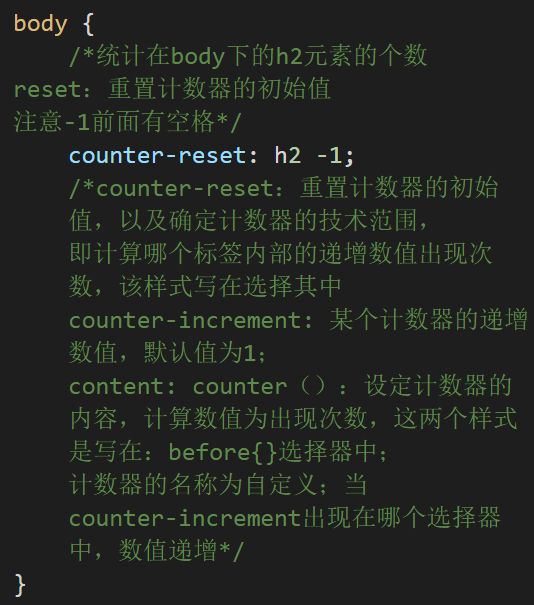 body {
/*统计在body下的h2元素的个数
reset：重置计数器的初始值
注意-1前面有空格*/
counter-reset: h2 -1;
/*counter-reset：重置计数器的初始
值，以及确定计数器的技术范围，
即计算哪个标签内部的递增数值出现次
数，该样式写在选择其中
counter-increment: 某个计数器的递增
数值，默认值为1；
content: counter（）：设定计数器的
内容，计算数值为出现次数，这两个样式
是写在：before{}选择器中；
计数器的名称为自定义；当
counter-increment出现在哪个选择器
中，数值递增*/
}